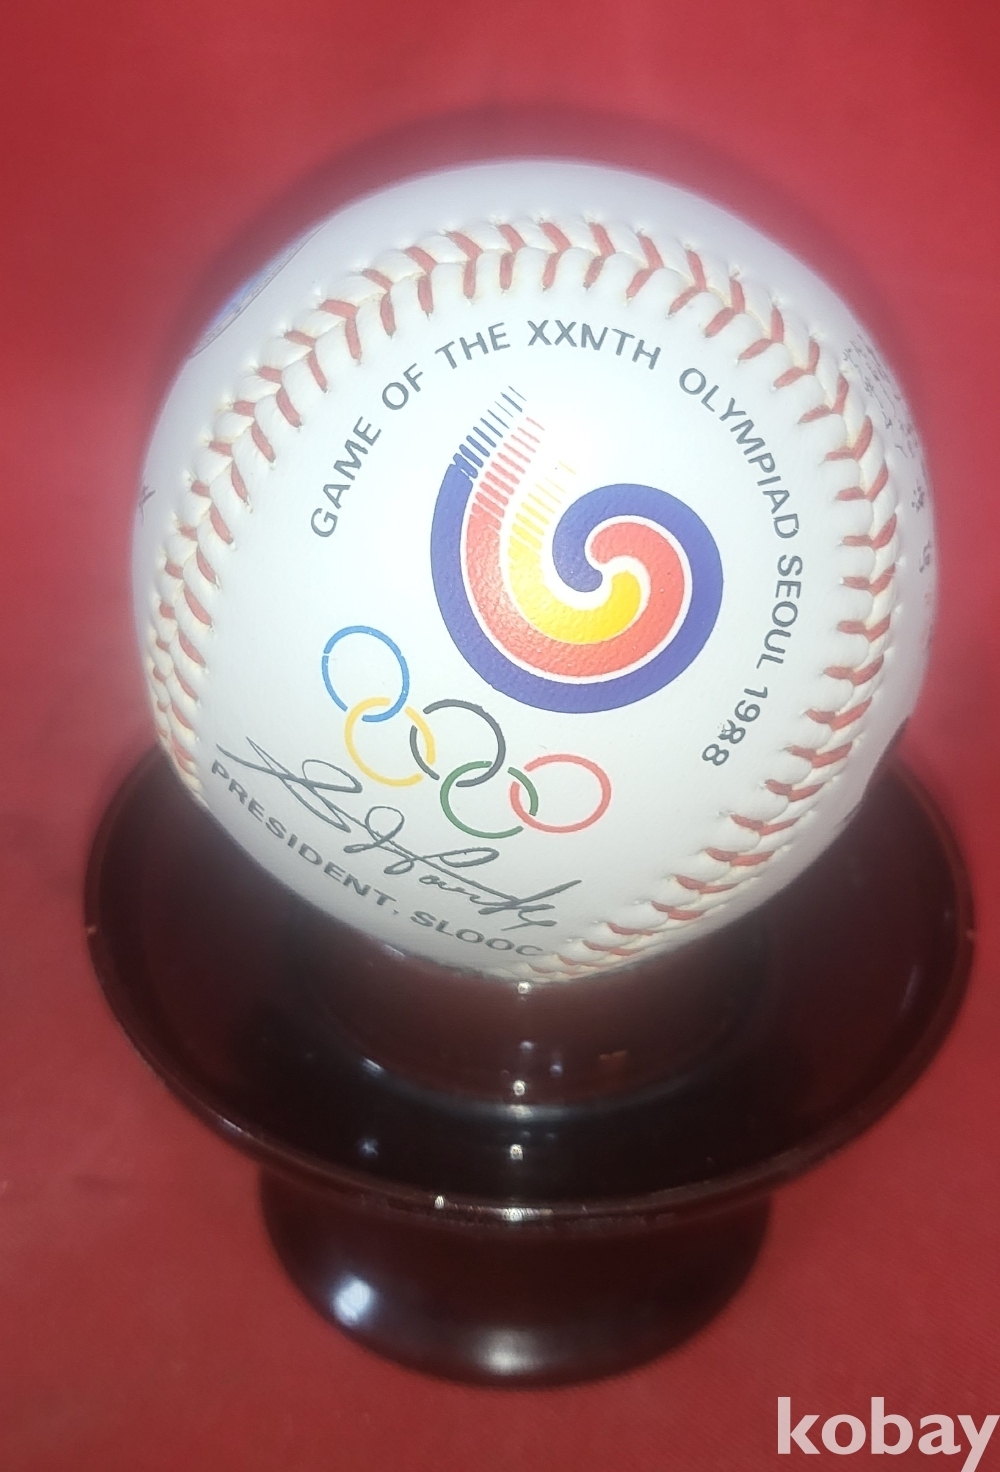 GAME OF THE XXNTH OLYMPIAD SEOUL 1988
PRESIDENT, SLOOC
kobay